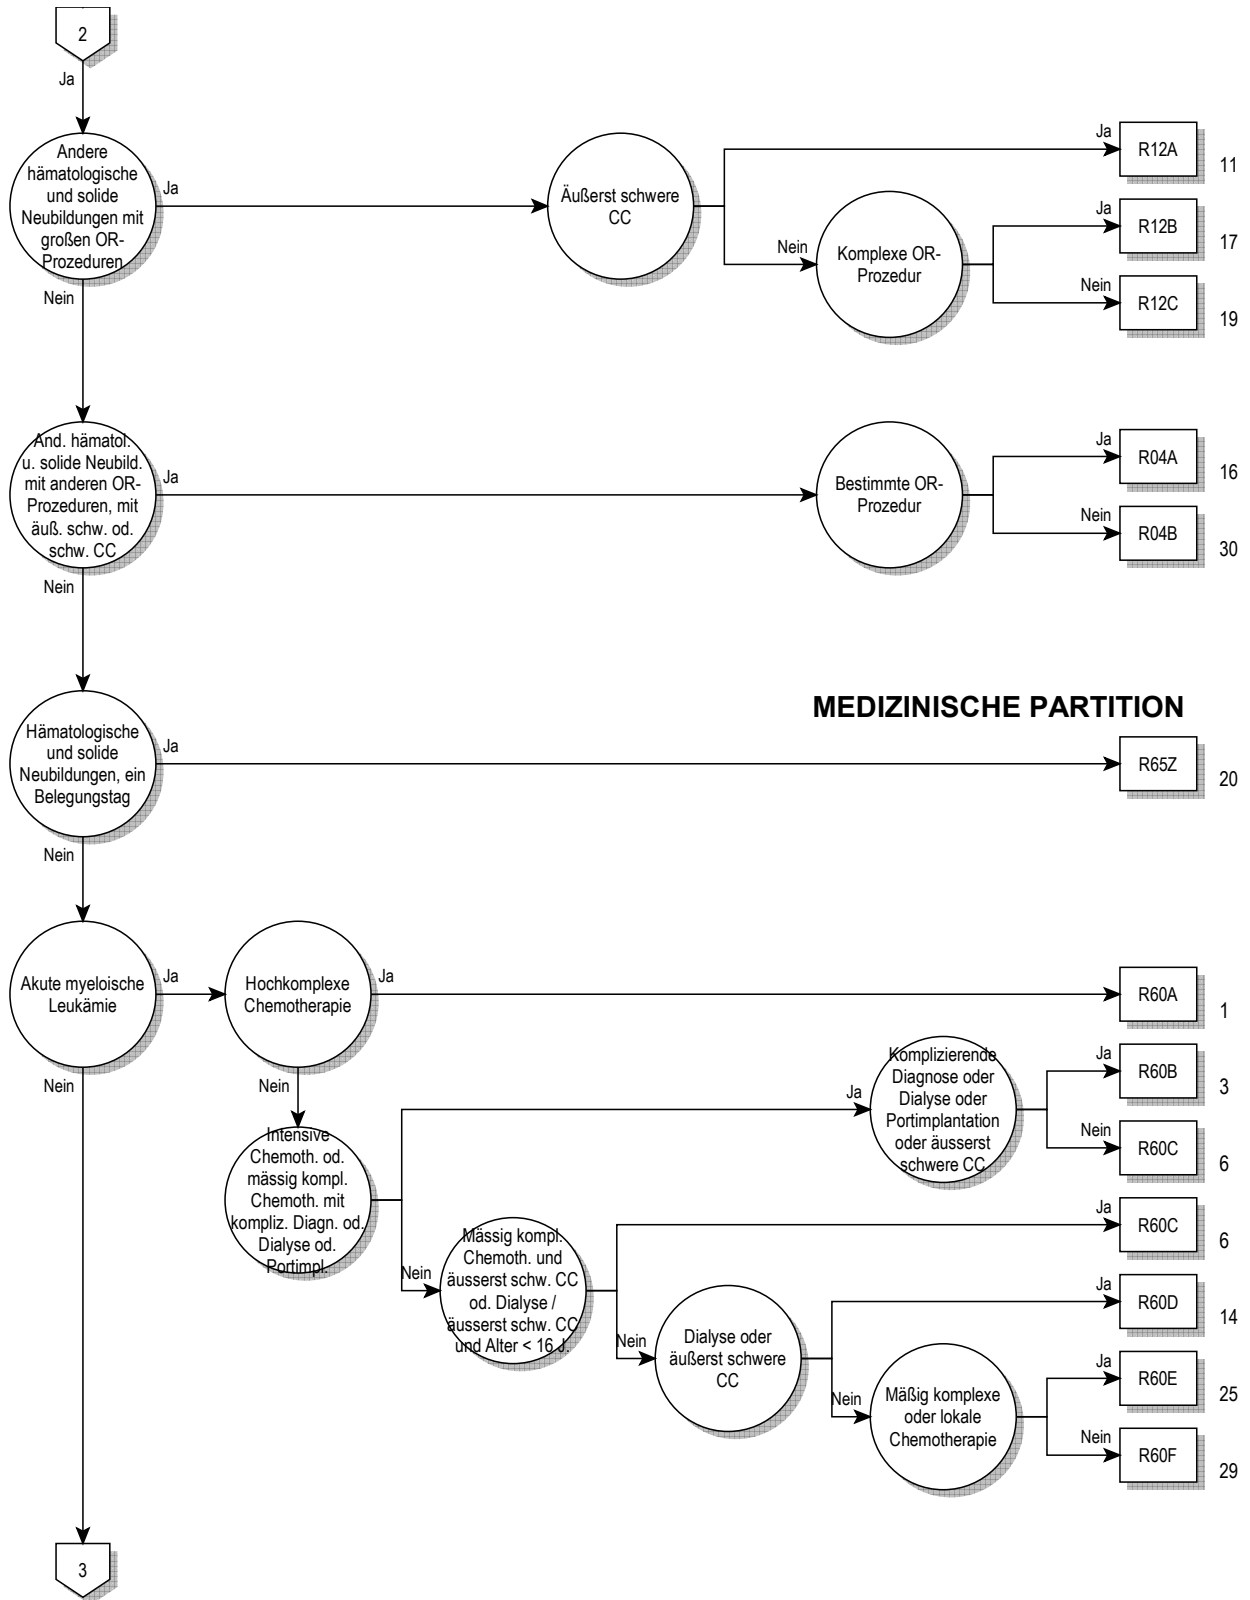 2
Ja
Andere
hämatologische
und solide
Neubildungen mit
großen OR-
Prozeduren
Ja
Nein
Äußerst schwere
CC
Ja
R12A
11
Nein
Komplexe OR-
Prozedur
Ja
R12B
17
Nein
R12C
19
And. hämatol.
u. solide Neubild.
mit anderen OR-
Prozeduren, mit
äuß. schw. od.
schw. CC
Ja
Nein
Bestimmte OR-
Prozedur
Ja
R04A
16
Nein
R04B
30
MEDIZINISCHE PARTITION
Hämatologische
und solide
Neubildungen, ein
Belegungstag
Ja
Nein
R65Z
20
Akute myeloische
Leukämie
Ja
Nein
Hochkomplexe
Chemotherapie
Ja
Nein
R60A
1
Intensive
Chemoth. od.
mässig kompl.
Chemoth. mit
kompliz. Diagn. od.
Dialyse od.
Portimpl.
Ja
Komplizierende
Diagnose oder
Dialyse oder
Portimplantation
oder äusserst
schwere CC
Ja
R60B
3
Nein
R60C
6
Nein
Mässig kompl.
Chemoth. und
äusserst schw. CC
od. Dialyse /
äusserst schw. CC
und Alter < 16 J.
Ja
R60C
6
Nein
Dialyse oder
äußerst schwere
CC
Ja
R60D
14
Nein
Mäßig komplexe
oder lokale
Chemotherapie
Ja
R60E
25
Nein
R60F
29
3